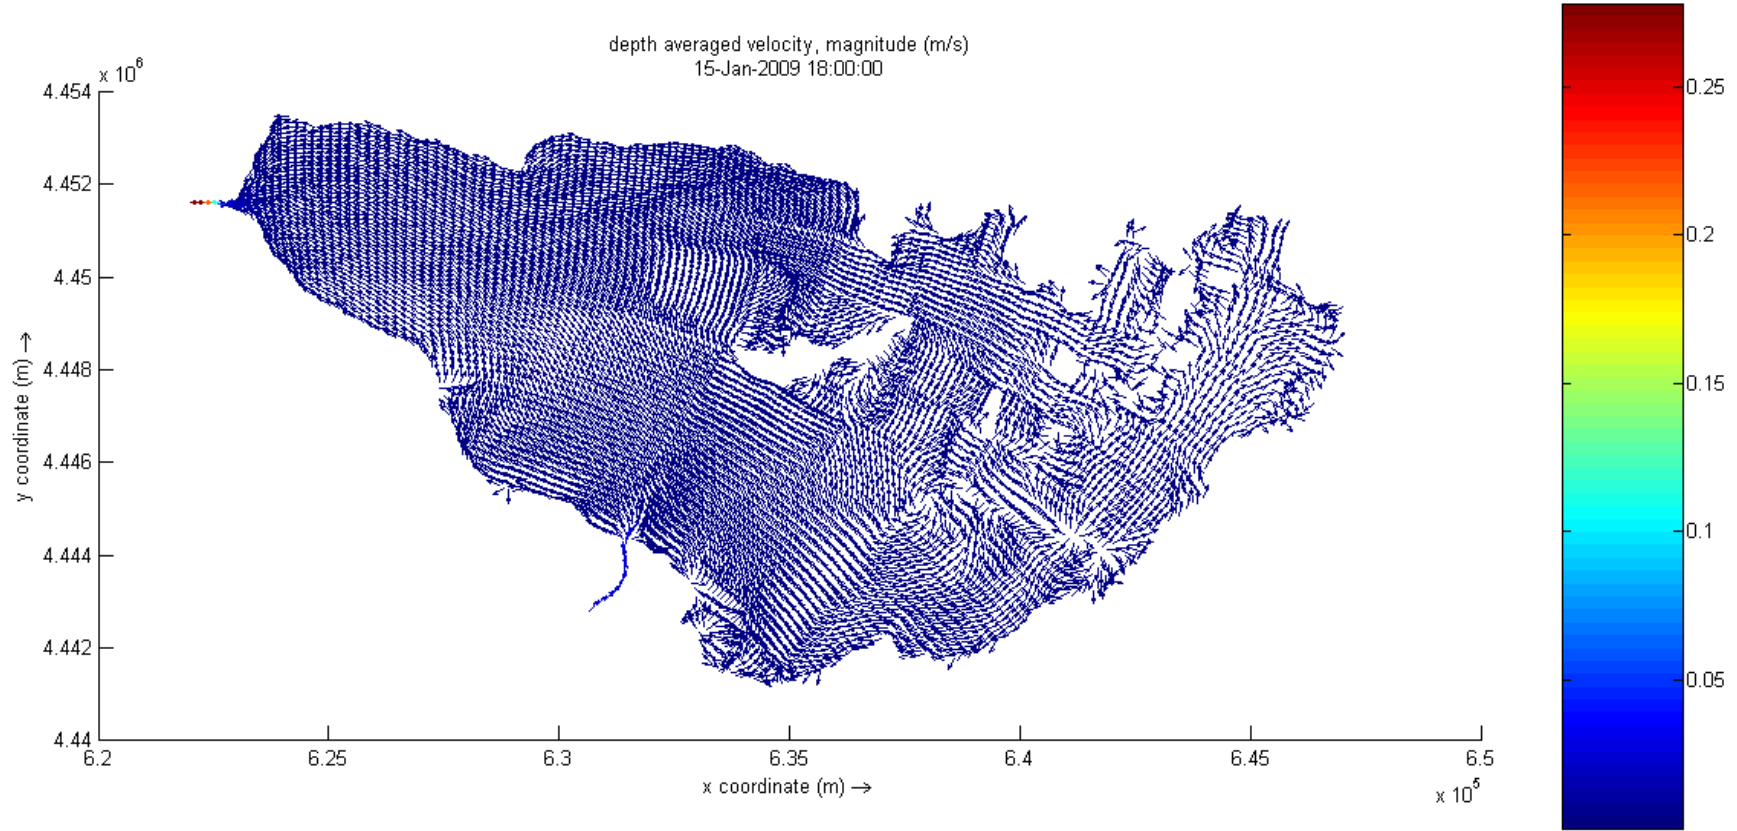 depth averaged velocity, magnitude (m/s)
15-Jan-2009 18:00:00
x 10^6
4.454
4.452
4.45
4.448
4.446
4.444
4.442
4.44
y coordinate (m) →
6.2 6.25 6.3 6.35 6.4 6.45 6.5
x coordinate (m) →
x 10^5
0.25
0.2
0.15
0.1
0.05